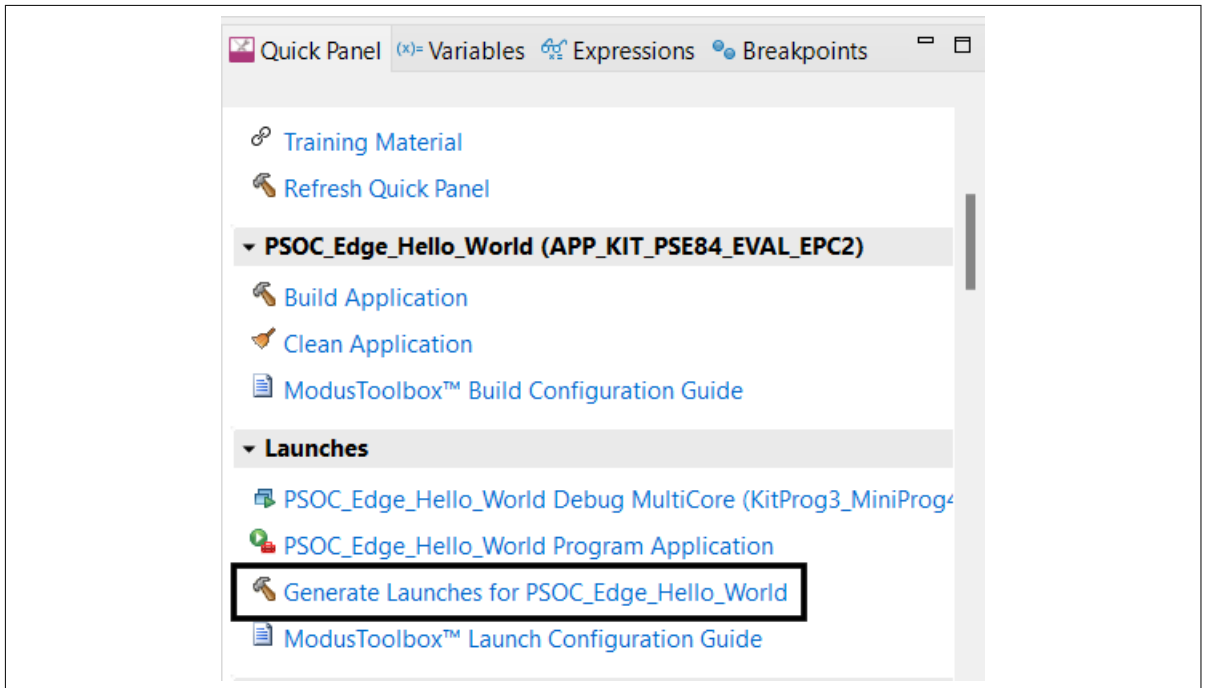 Quick Panel (x)= Variables Expressions Breakpoints
Training Material
Refresh Quick Panel
PSOC_Edge_Hello_World (APP_KIT_PSE84_EVAL_EPC2)
Build Application
Clean Application
ModusToolbox™ Build Configuration Guide
Launches
PSOC_Edge_Hello_World Debug MultiCore (KitProg3_MiniProg4
PSOC_Edge_Hello_World Program Application
Generate Launches for PSOC_Edge_Hello_World
ModusToolbox™ Launch Configuration Guide